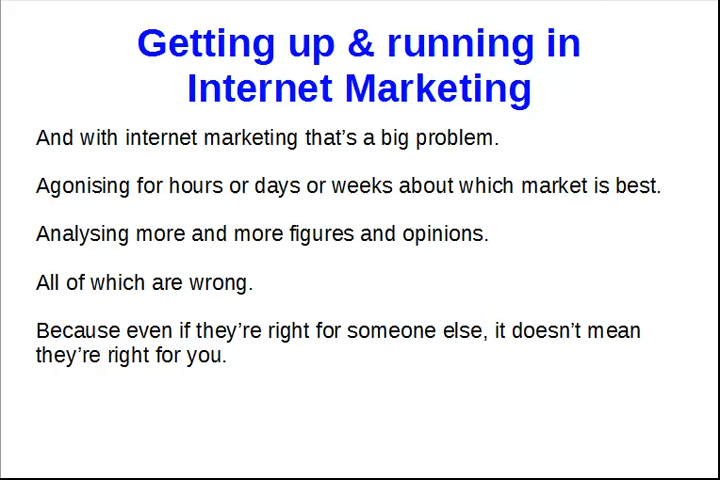 Getting up & running in
Internet Marketing
And with internet marketing that’s a big problem.
Agonising for hours or days or weeks about which market is best.
Analysing more and more figures and opinions.
All of which are wrong.
Because even if they’re right for someone else, it doesn’t mean
they’re right for you.